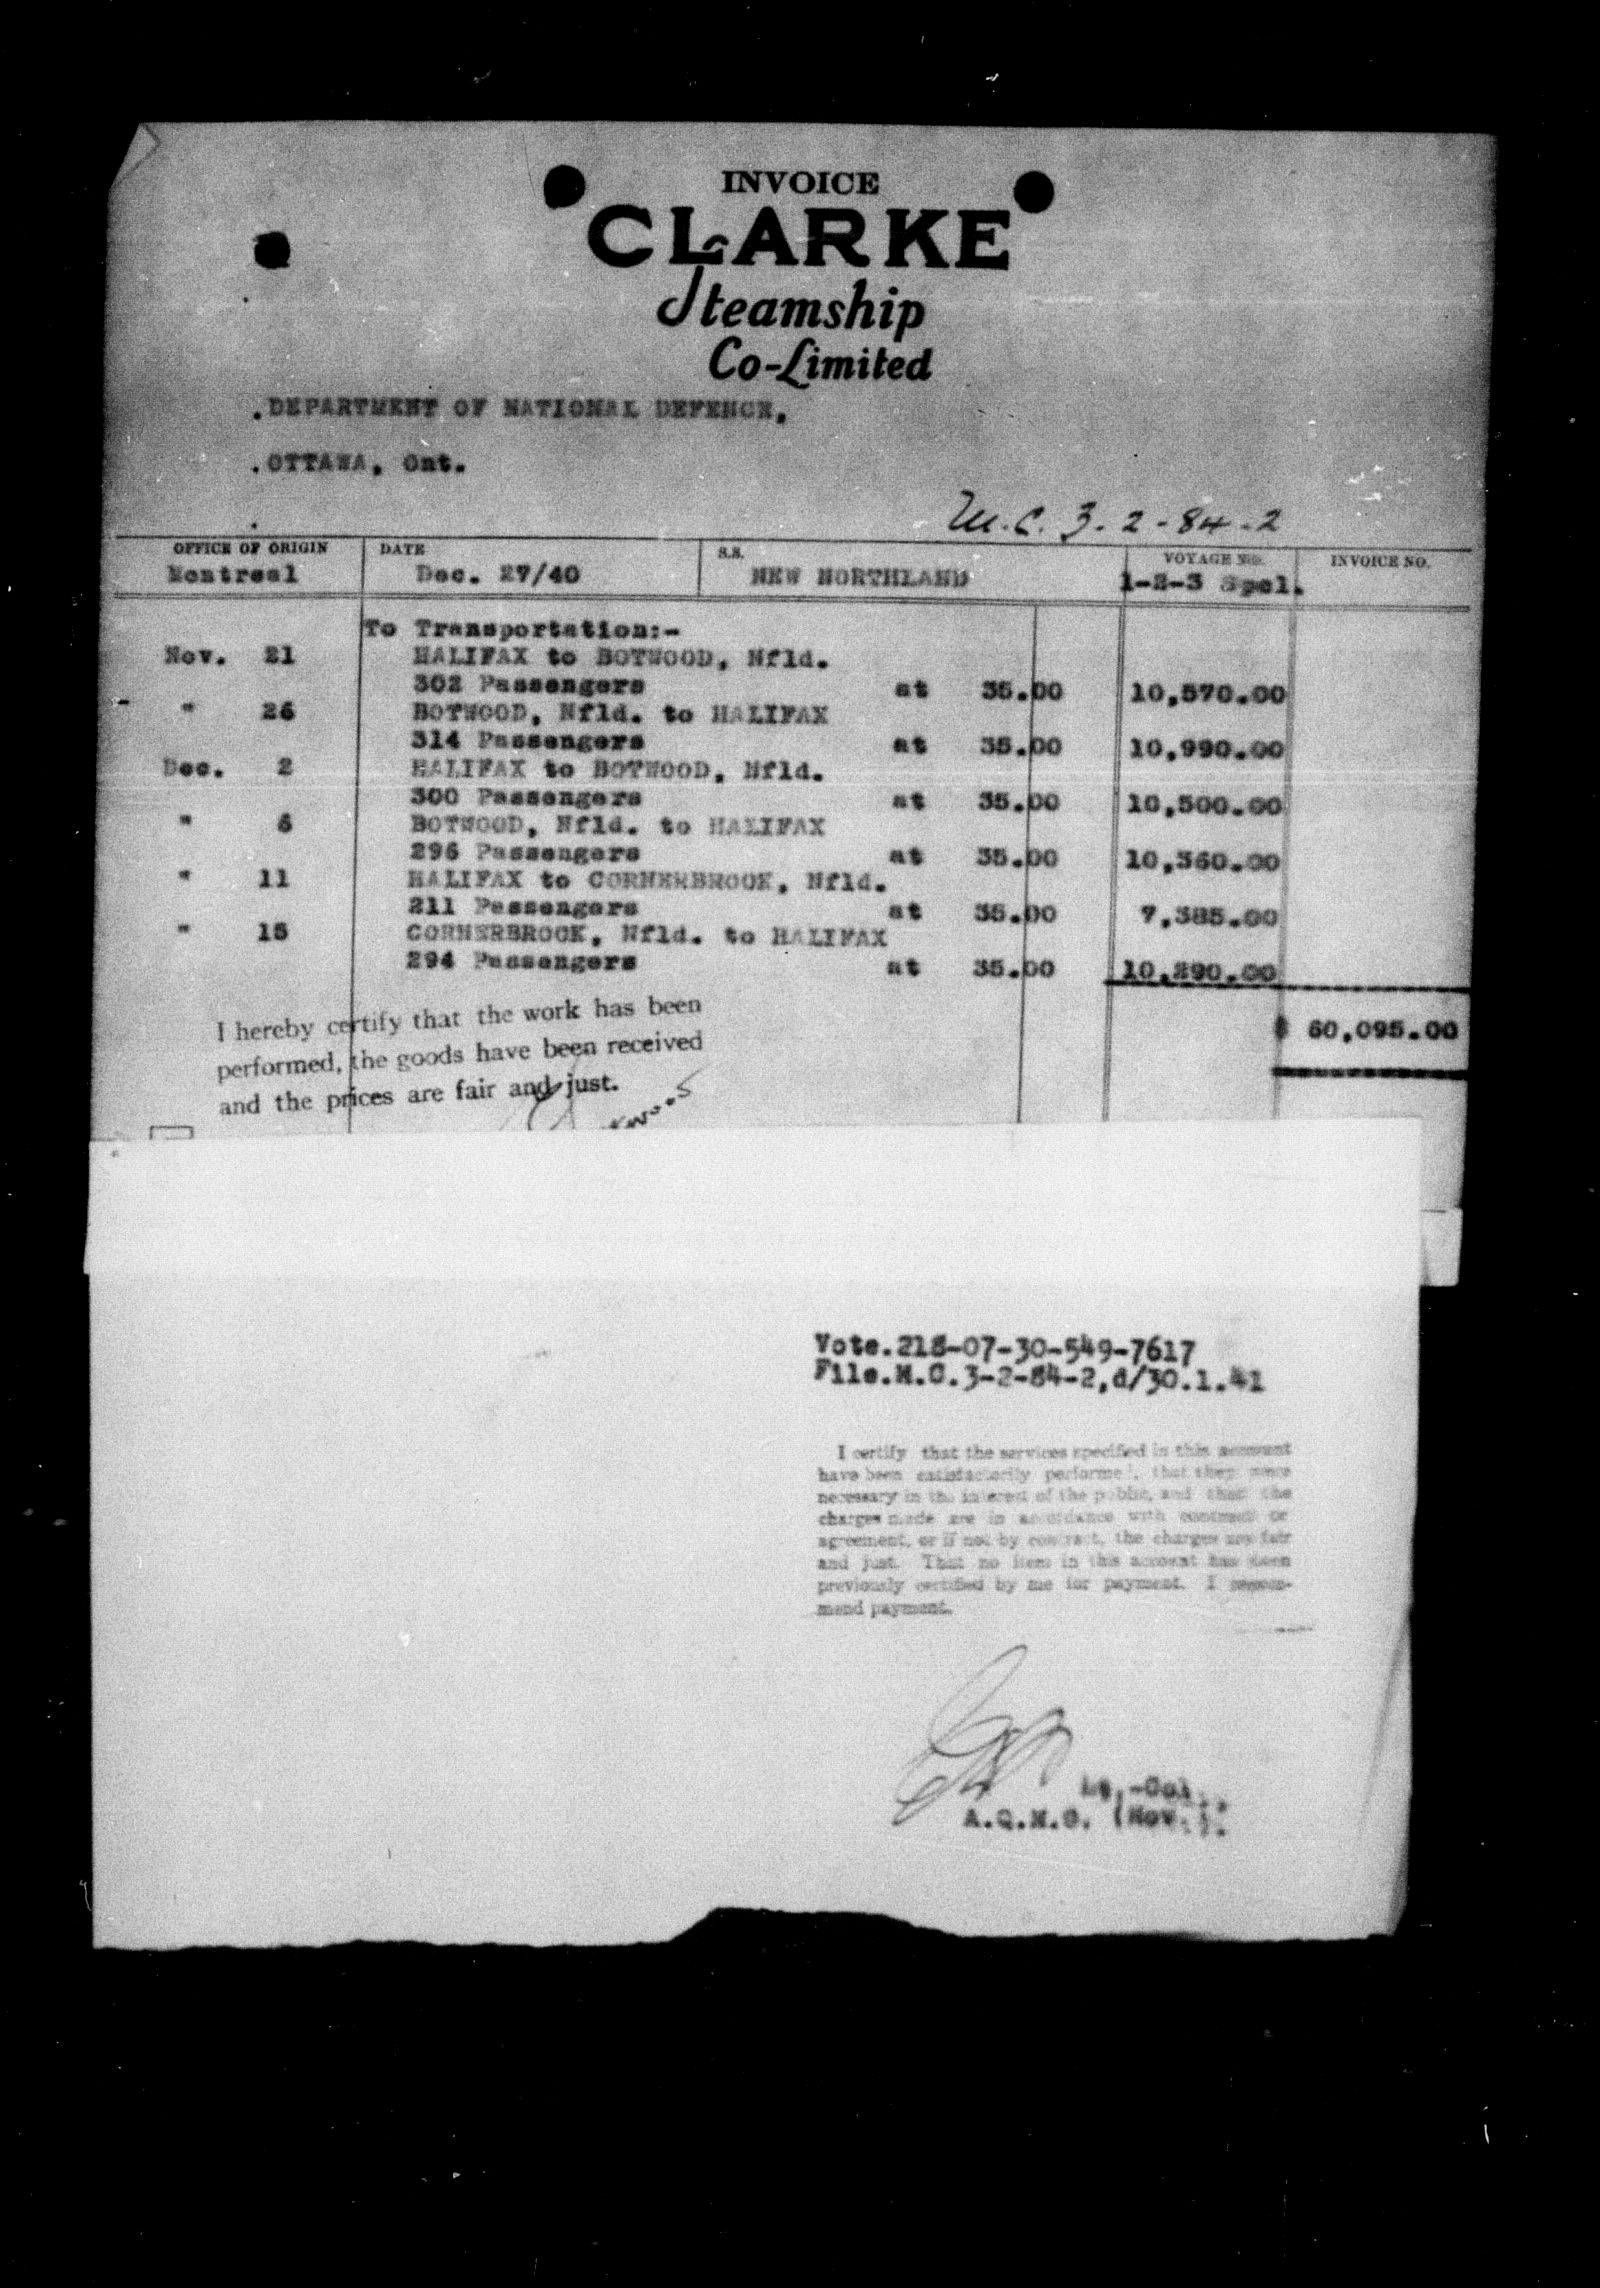 INVOICE
CLARKE
Steamship
Co-Limited
.DEPARTMENT OF NATIONAL DEFENCE,
.OTTAWA, Ont.
M.C. 3-2-84-2
OFFICE OF ORIGIN DATE S.S. VOYAGE NO. INVOICE NO.
Montreal Dec. 27/40 NEW NORTHLAND 1-2-3 Spcl.
To Transportation:-
Nov. 21 HALIFAX to BOTWOOD, Nfld.
302 Passengers at 35.00 10,570.00
" 26 BOTWOOD, Nfld. to HALIFAX
314 Passengers at 35.00 10,990.00
Dec. 2 HALIFAX to BOTWOOD, Nfld.
300 Passengers at 35.00 10,500.00
" 6 BOTWOOD, Nfld. to HALIFAX
296 Passengers at 35.00 10,360.00
" 11 HALIFAX to CORNERBROOK, Nfld.
211 Passengers at 35.00 7,385.00
" 15 CORNERBROOK, Nfld. to HALIFAX
294 Passengers at 35.00 10,290.00
$ 60,095.00
I hereby certify that the work has been
performed, the goods have been received
and the prices are fair and just.
Vote.218-07-30-549-7617
File.M.C.3-2-84-2,d/30.1.41
I certify that the services specified in this account
have been satisfactorily performed, that they were
necessary in the interest of the public, and that the
charges made are in accordance with contract or
agreement, or if not by contract, the charges are fair
and just. That no item in this account has been
previously certified by me for payment. I recom-
mend payment.
Lt.-Col.,
A.Q.M.G. (Mov.).